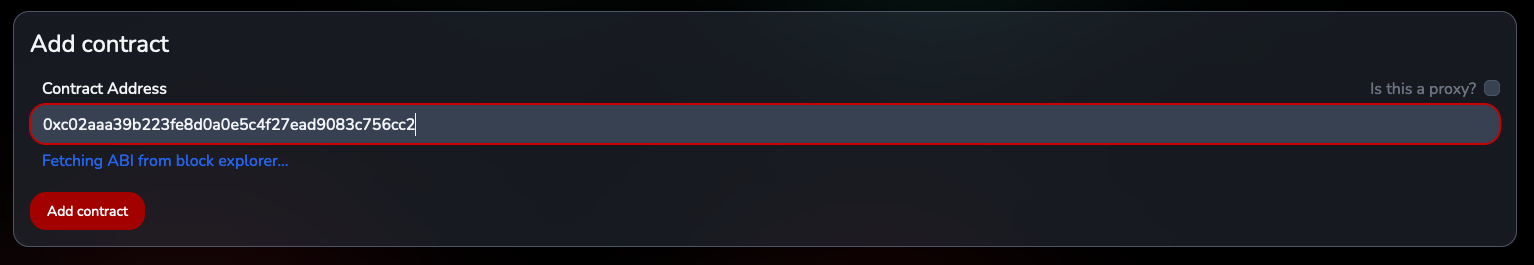 Add contract
Contract Address
Is this a proxy?
0xc02aaa39b223fe8d0a0e5c4f27ead9083c756cc2
Fetching ABI from block explorer...
Add contract